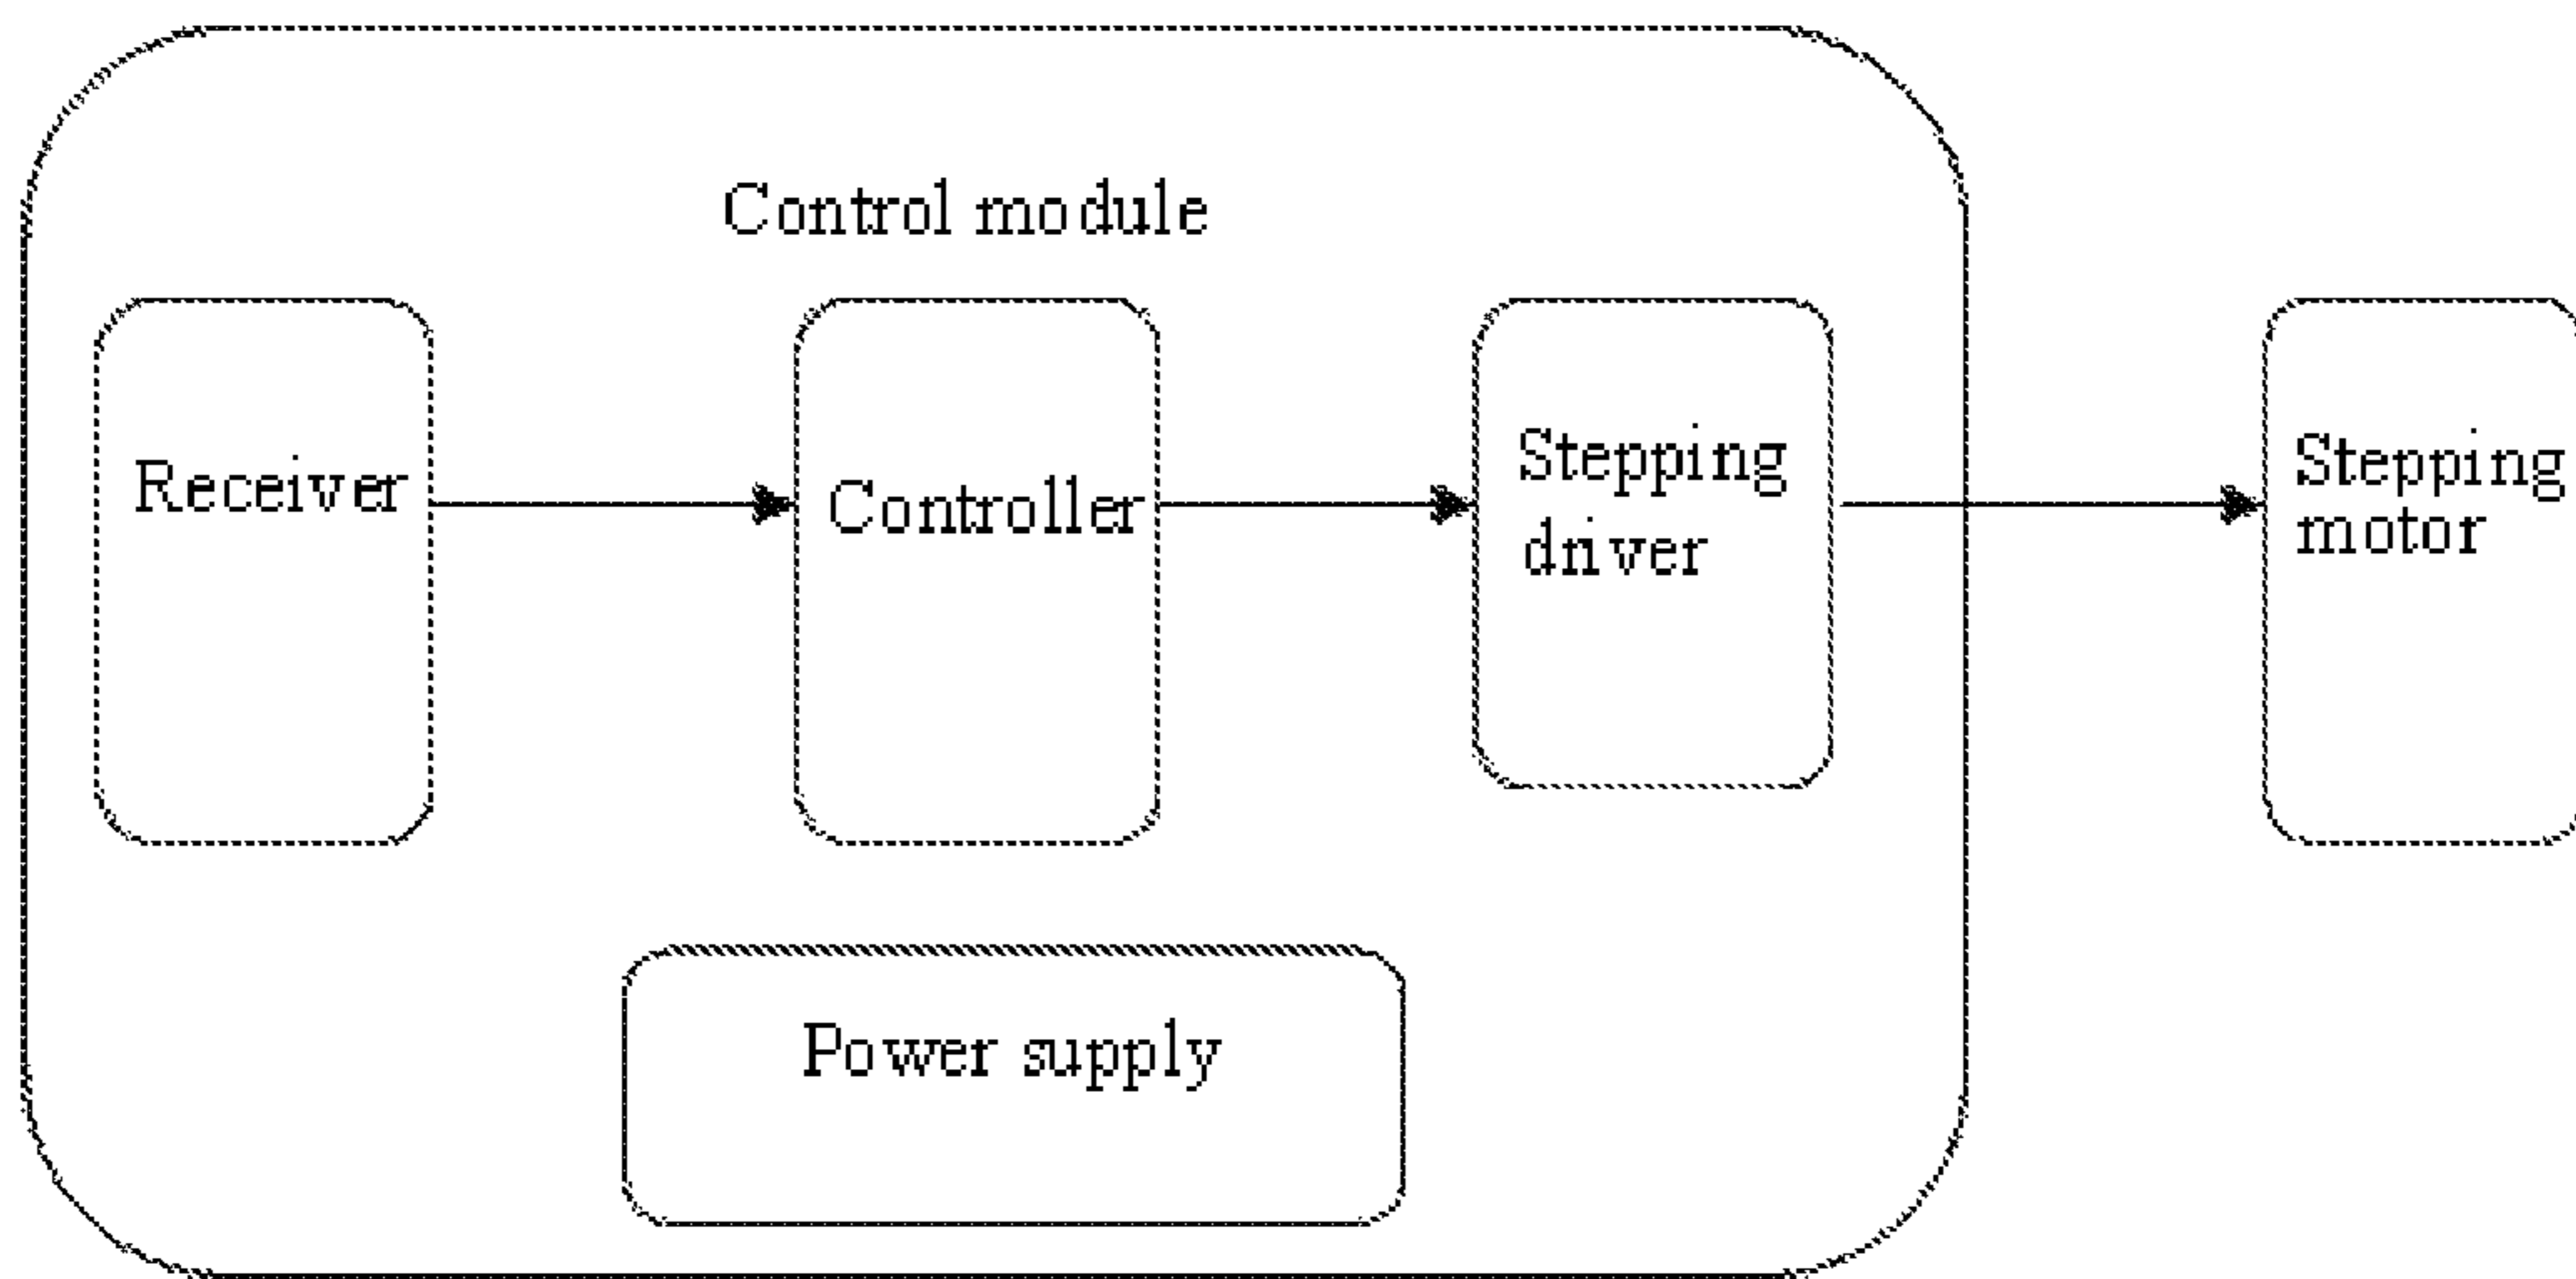 Control module
Receiver
Controller
Stepping
driver
Stepping
motor
Power supply